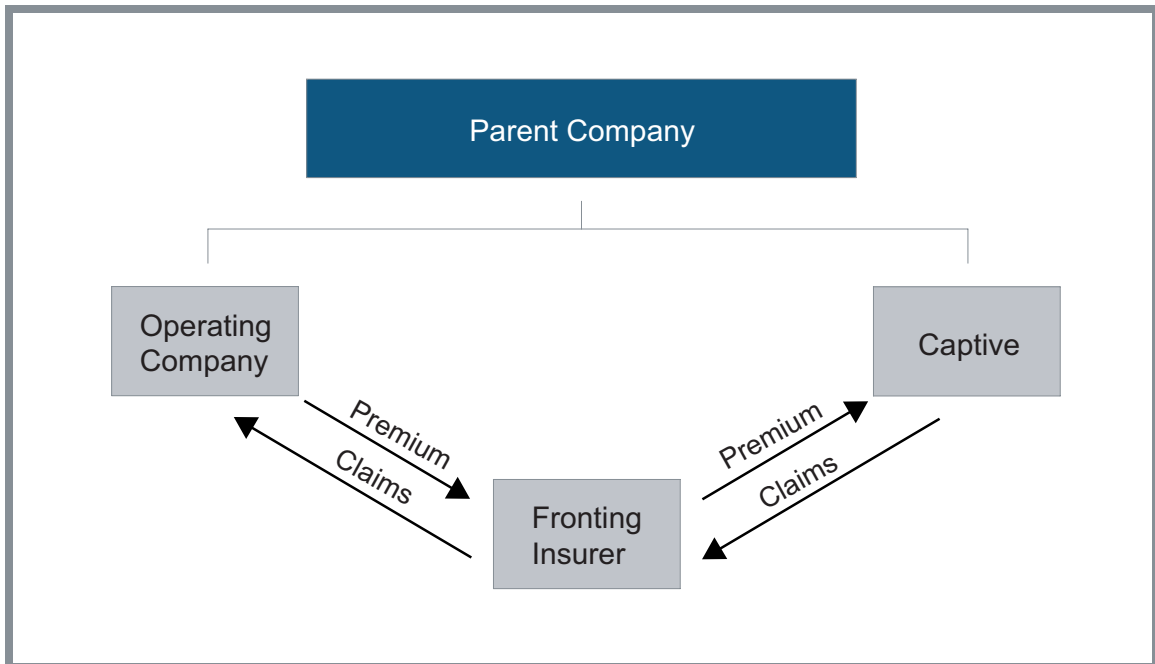 Parent Company
Operating
Company
Captive
Premium
Claims
Premium
Claims
Fronting
Insurer